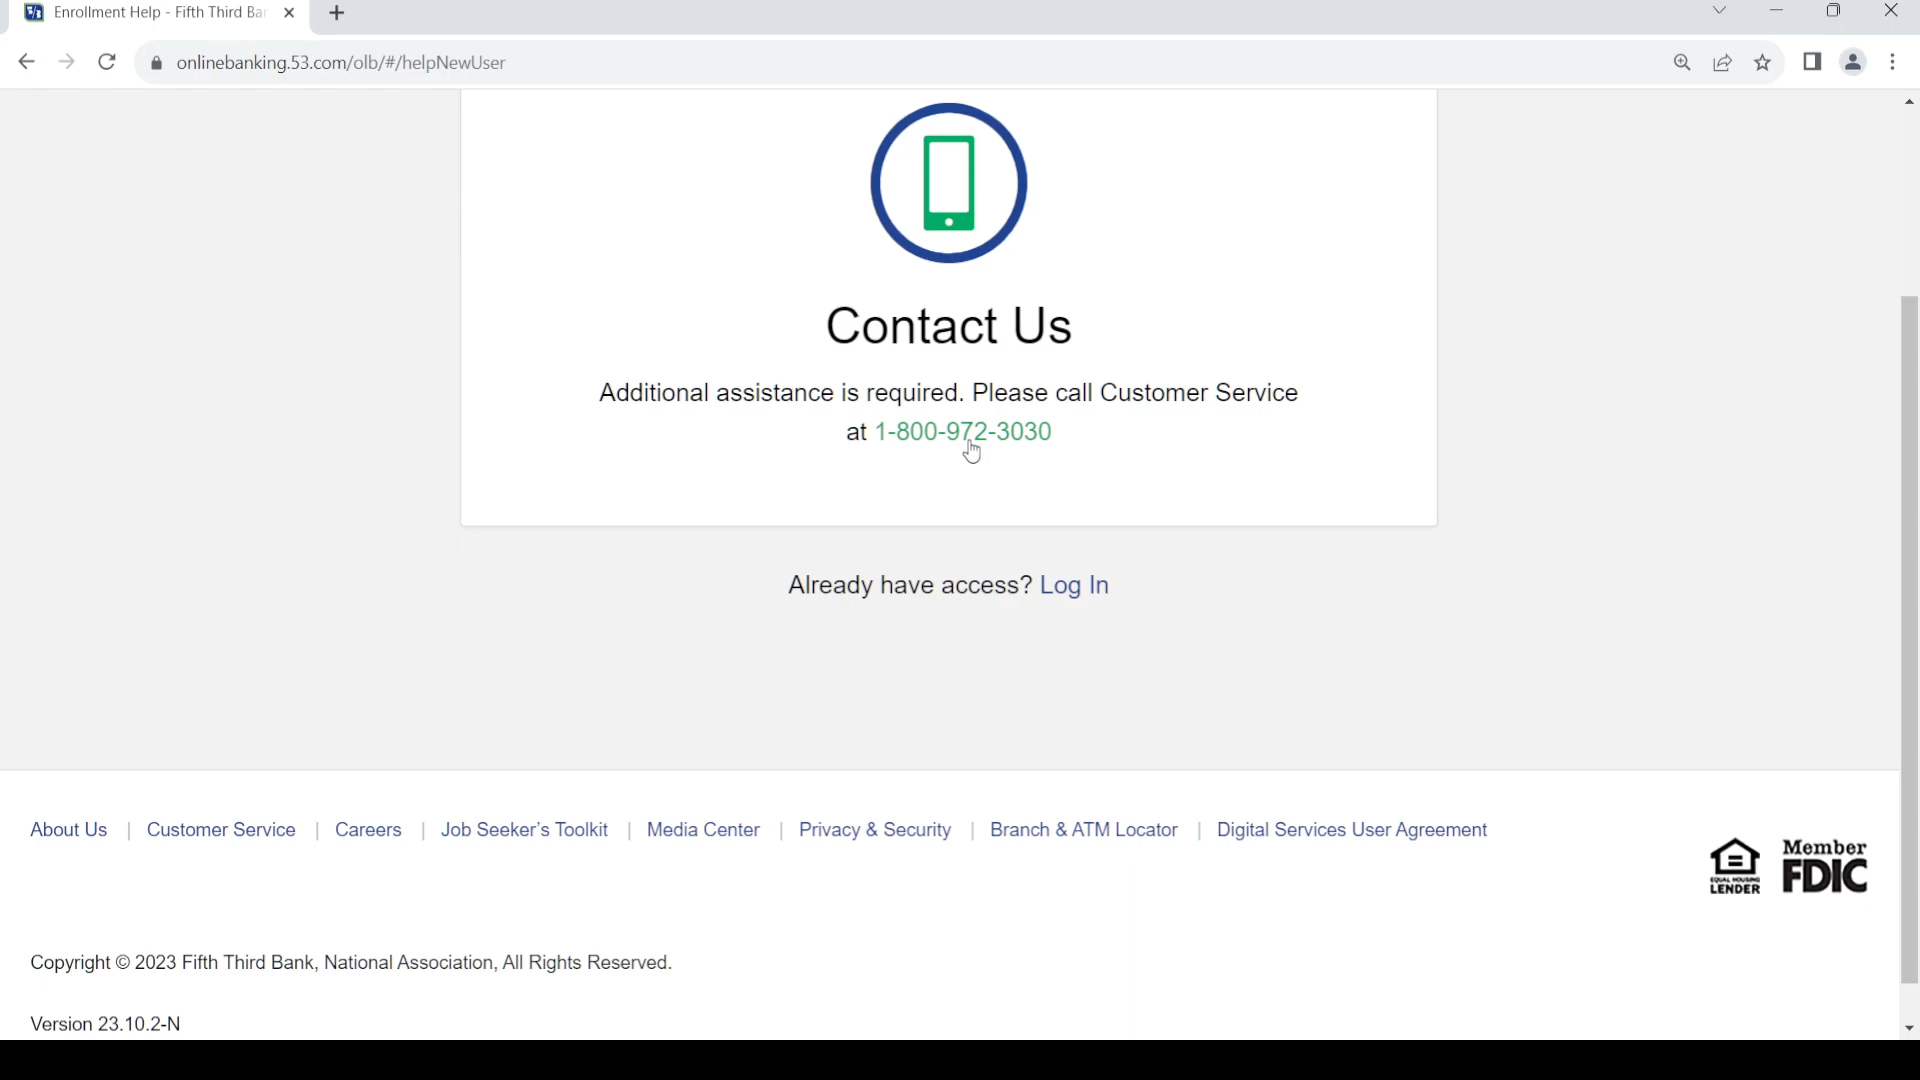 Enrollment Help - Fifth Third Ba
onlinebanking.53.com/olb/#/helpNewUser
Contact Us
Additional assistance is required. Please call Customer Service
at 1-800-972-3030
Already have access? Log In
About Us | Customer Service | Careers | Job Seeker's Toolkit | Media Center | Privacy & Security | Branch & ATM Locator | Digital Services User Agreement
EQUAL HOUSING
LENDER
Member
FDIC
Copyright © 2023 Fifth Third Bank, National Association, All Rights Reserved.
Version 23.10.2-N